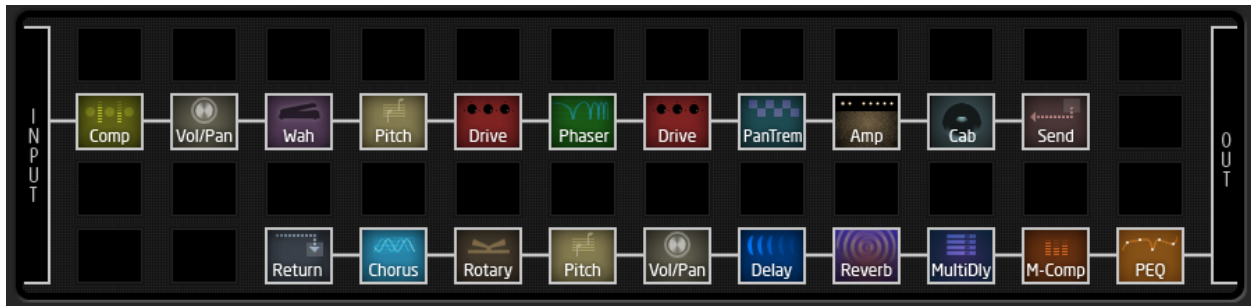 INPUT
Comp
Vol/Pan
Wah
Pitch
Drive
Phaser
Drive
PanTrem
Amp
Cab
Send
OUT
Return
Chorus
Rotary
Pitch
Vol/Pan
Delay
Reverb
MultiDly
M-Comp
PEQ